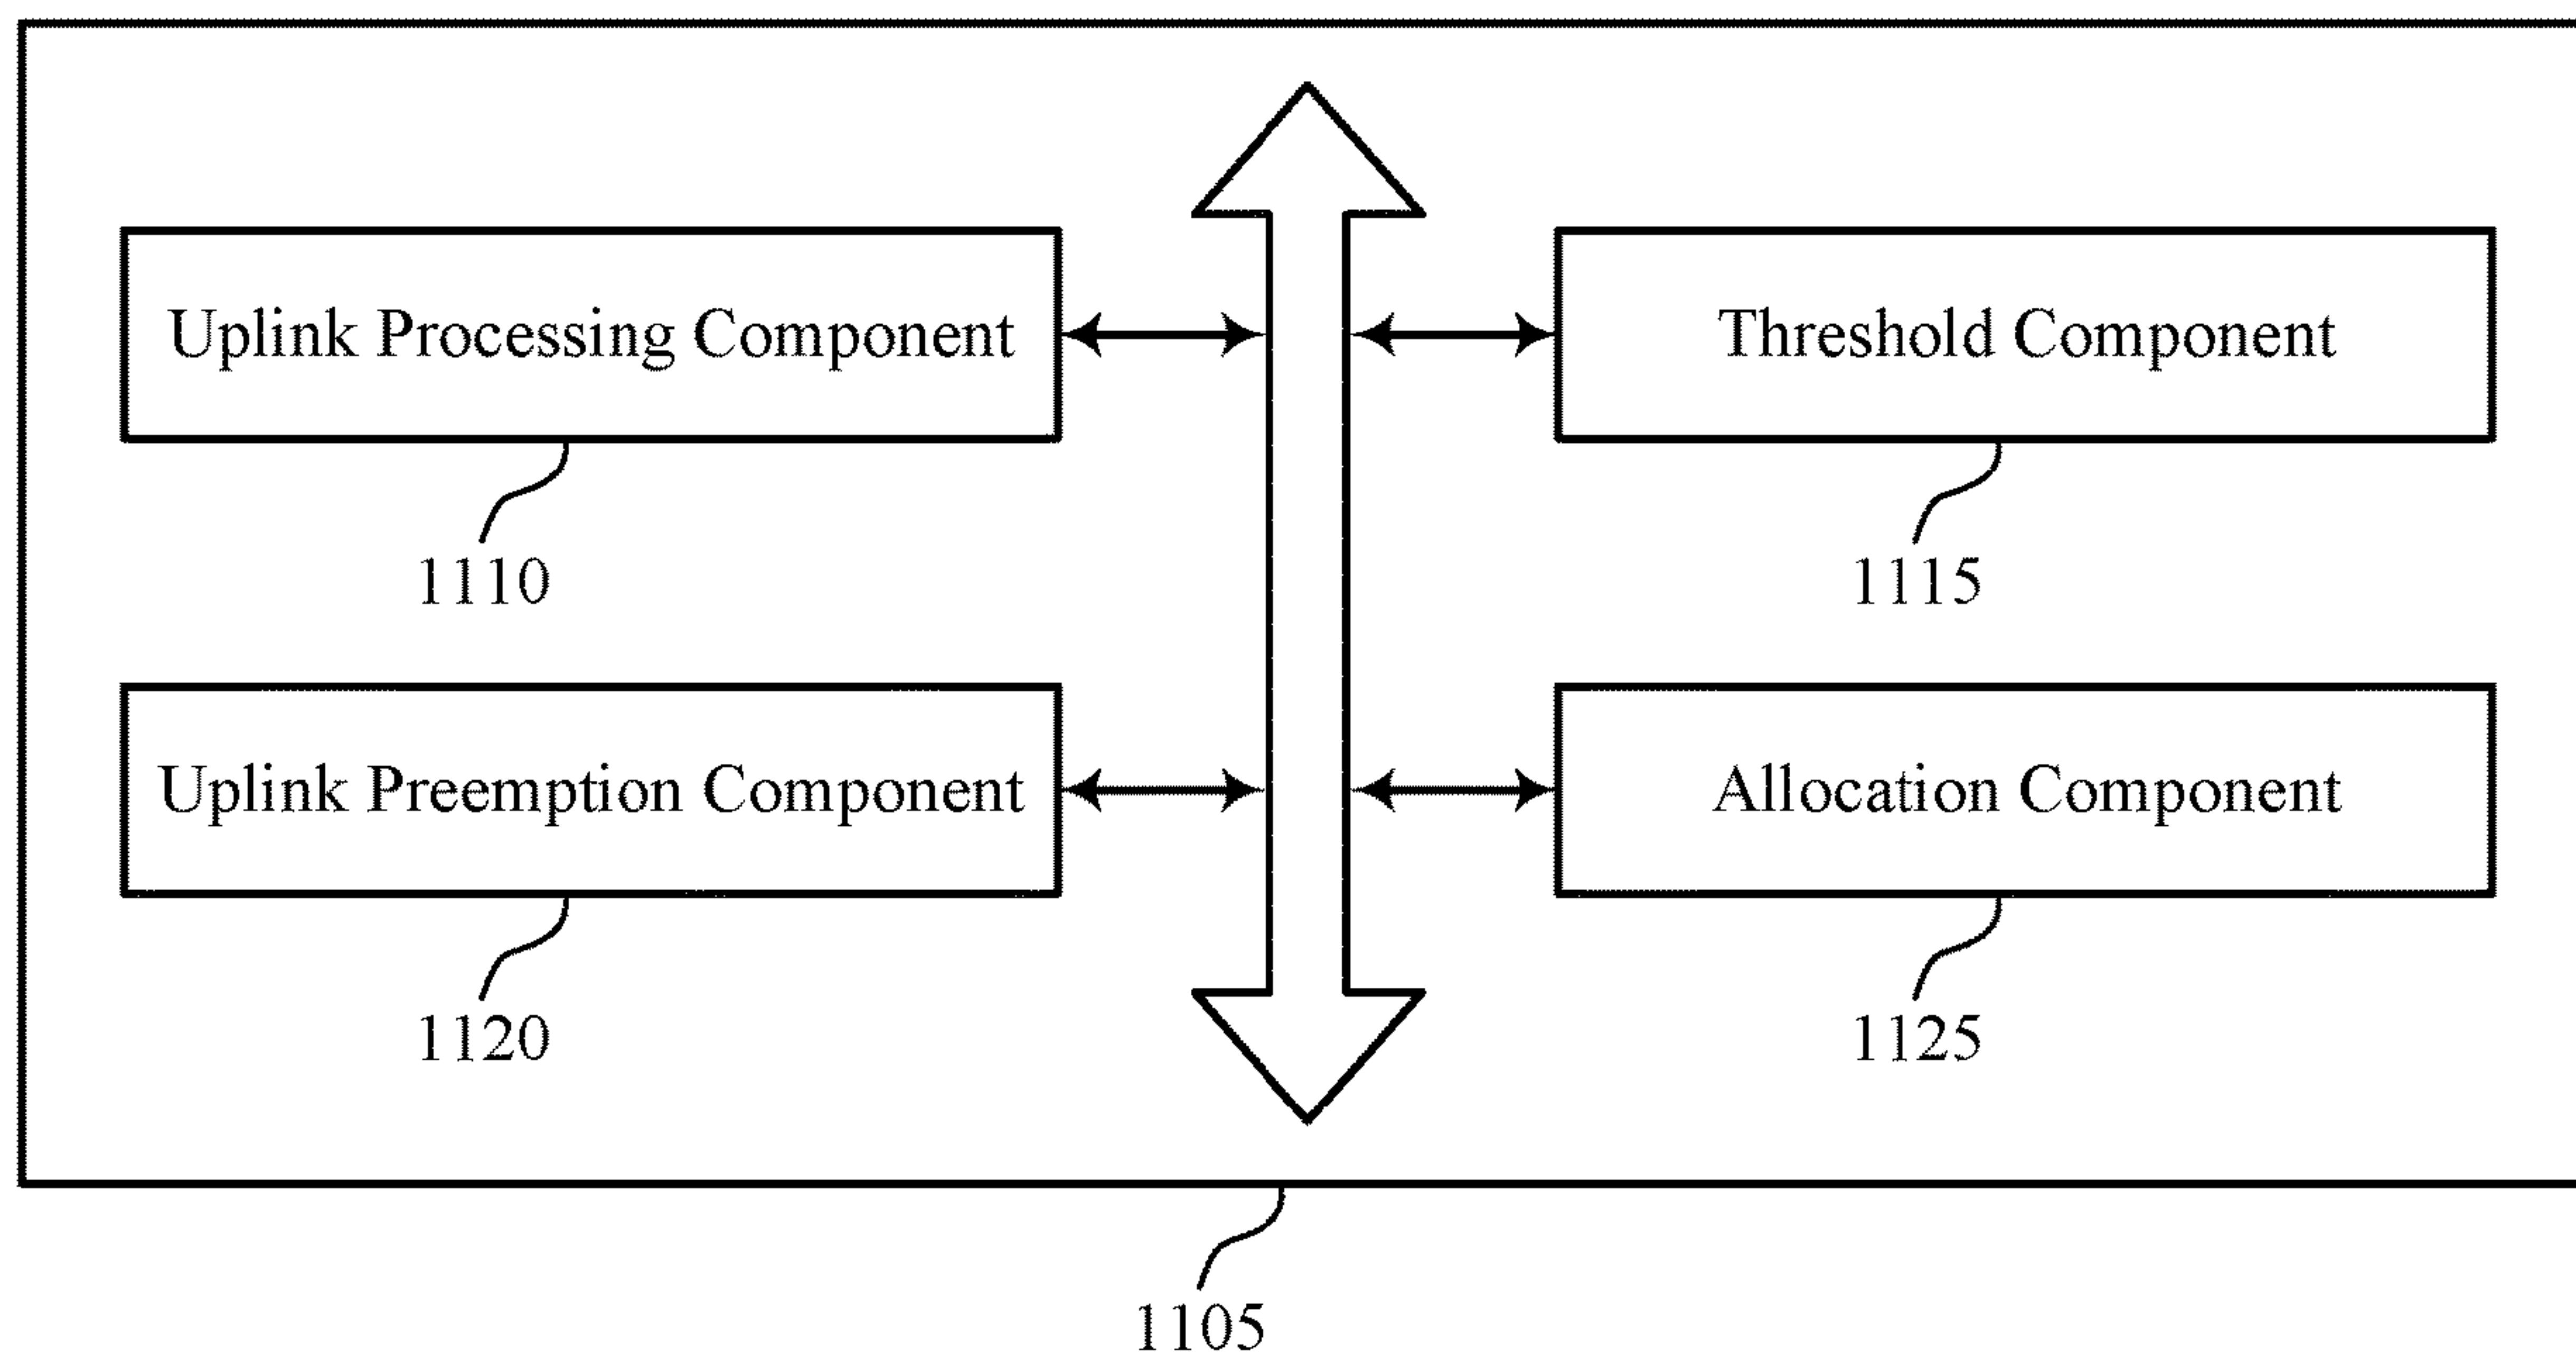 Uplink Processing Component
Threshold Component
1110
1115
Uplink Preemption Component
Allocation Component
1120
1125
1105